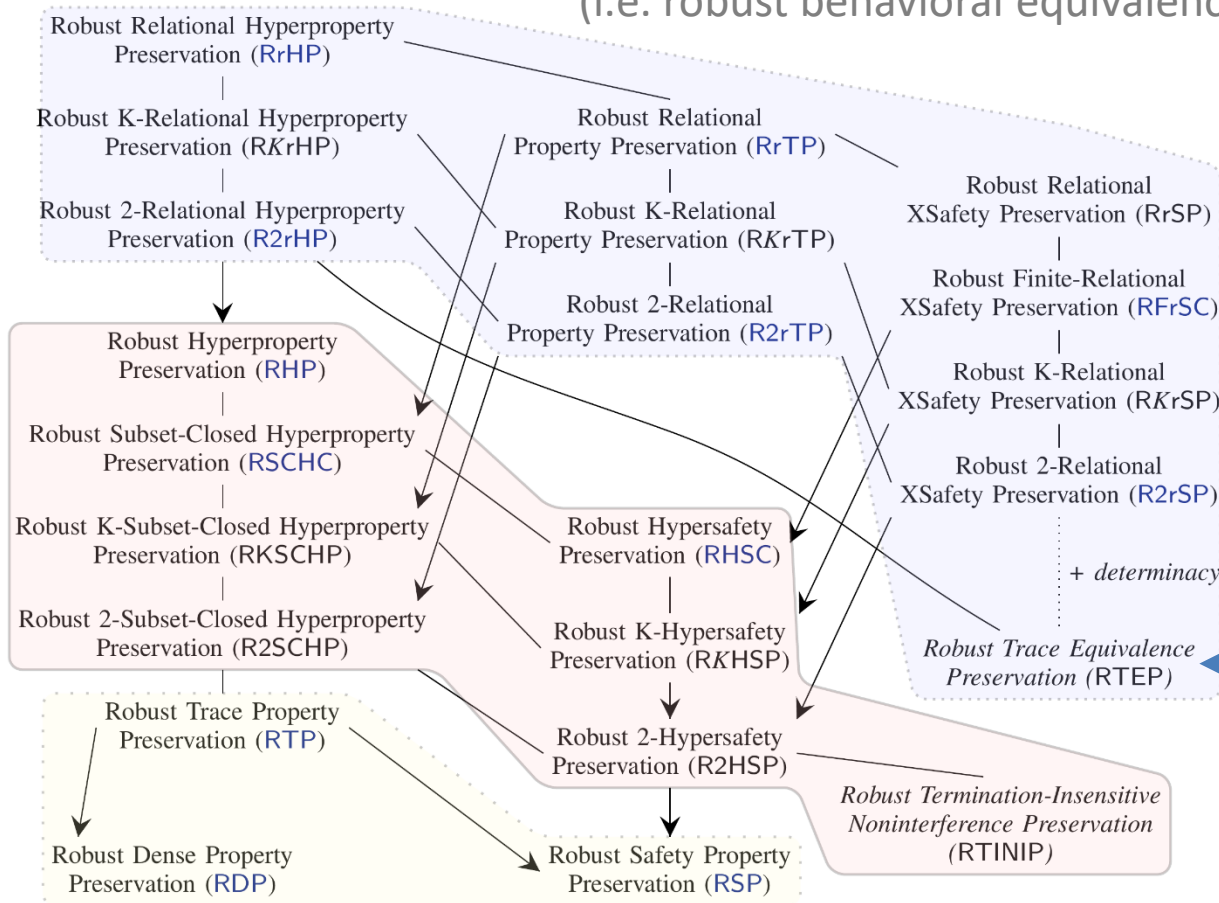 (i.e. robust behavioral equivalenc
Robust Relational Hyperproperty
Preservation (RrHP)
Robust K-Relational Hyperproperty
Preservation (RKrHP)
Robust 2-Relational Hyperproperty
Preservation (R2rHP)
Robust Relational
Property Preservation (RrTP)
Robust K-Relational
Property Preservation (RKrTP)
Robust 2-Relational
Property Preservation (R2rTP)
Robust Relational
XSafety Preservation (RrSP)
Robust Finite-Relational
XSafety Preservation (RFrSC)
Robust K-Relational
XSafety Preservation (RKrSP)
Robust 2-Relational
XSafety Preservation (R2rSP)
+ determinacy
Robust Trace Equivalence
Preservation (RTEP)
Robust Hyperproperty
Preservation (RHP)
Robust Subset-Closed Hyperproperty
Preservation (RSCHC)
Robust K-Subset-Closed Hyperproperty
Preservation (RKSCHP)
Robust 2-Subset-Closed Hyperproperty
Preservation (R2SCHP)
Robust Hypersafety
Preservation (RHSC)
Robust K-Hypersafety
Preservation (RKHSP)
Robust 2-Hypersafety
Preservation (R2HSP)
Robust Termination-Insensitive
Noninterference Preservation
(RTINIP)
Robust Trace Property
Preservation (RTP)
Robust Dense Property
Preservation (RDP)
Robust Safety Property
Preservation (RSP)